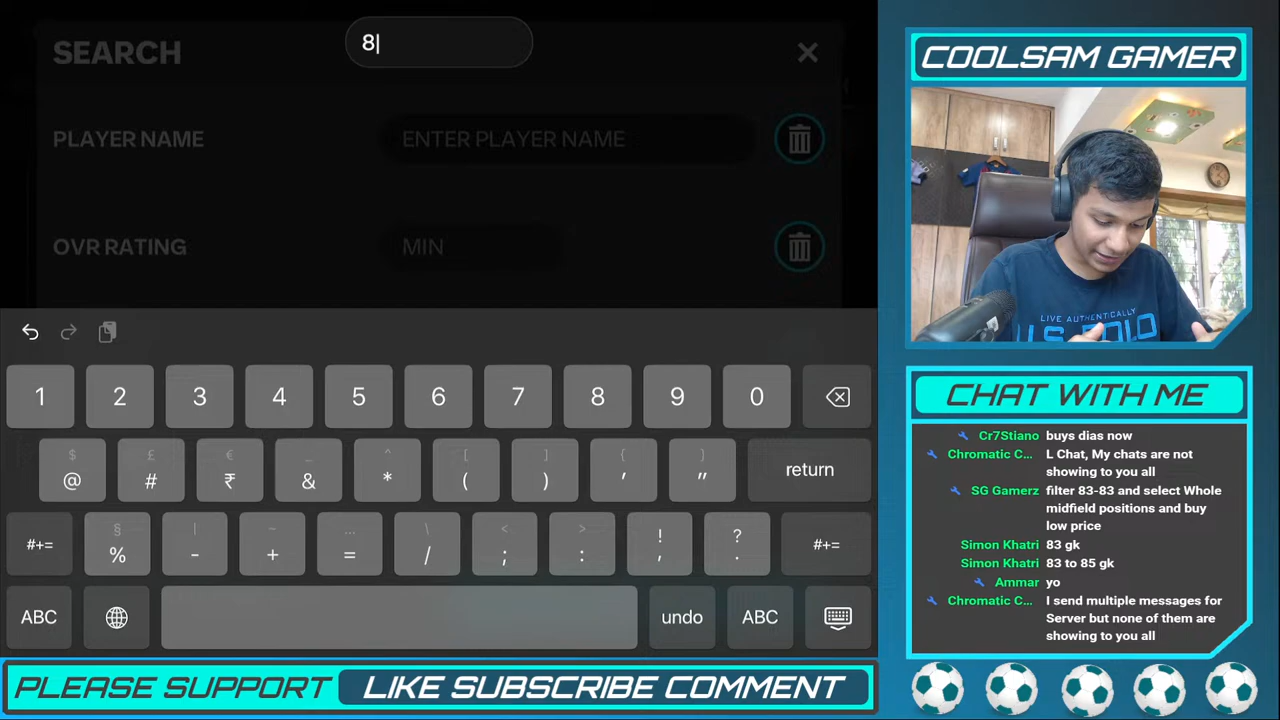 8
SEARCH
PLAYER NAME
ENTER PLAYER NAME
OVR RATING
MIN
1 2 3 4 5 6 7 8 9 0
$ € _ ^ [ ] { }
@ # ₹ & * ( ) ' " return
§ | ~ … \ < > ! ?
#+= % - + = / ; : , . #+=
ABC undo ABC
PLEASE SUPPORT LIKE SUBSCRIBE COMMENT
COOLSAM GAMER
LIVE AUTHENTICALLY
U.S. POLO
CHAT WITH ME
Cr7Stiano buys dias now
Chromatic C... L Chat, My chats are not
showing to you all
SG Gamerz filter 83-83 and select Whole
midfield positions and buy
low price
Simon Khatri 83 gk
Simon Khatri 83 to 85 gk
Ammar yo
Chromatic C... I send multiple messages for
Server but none of them are
showing to you all